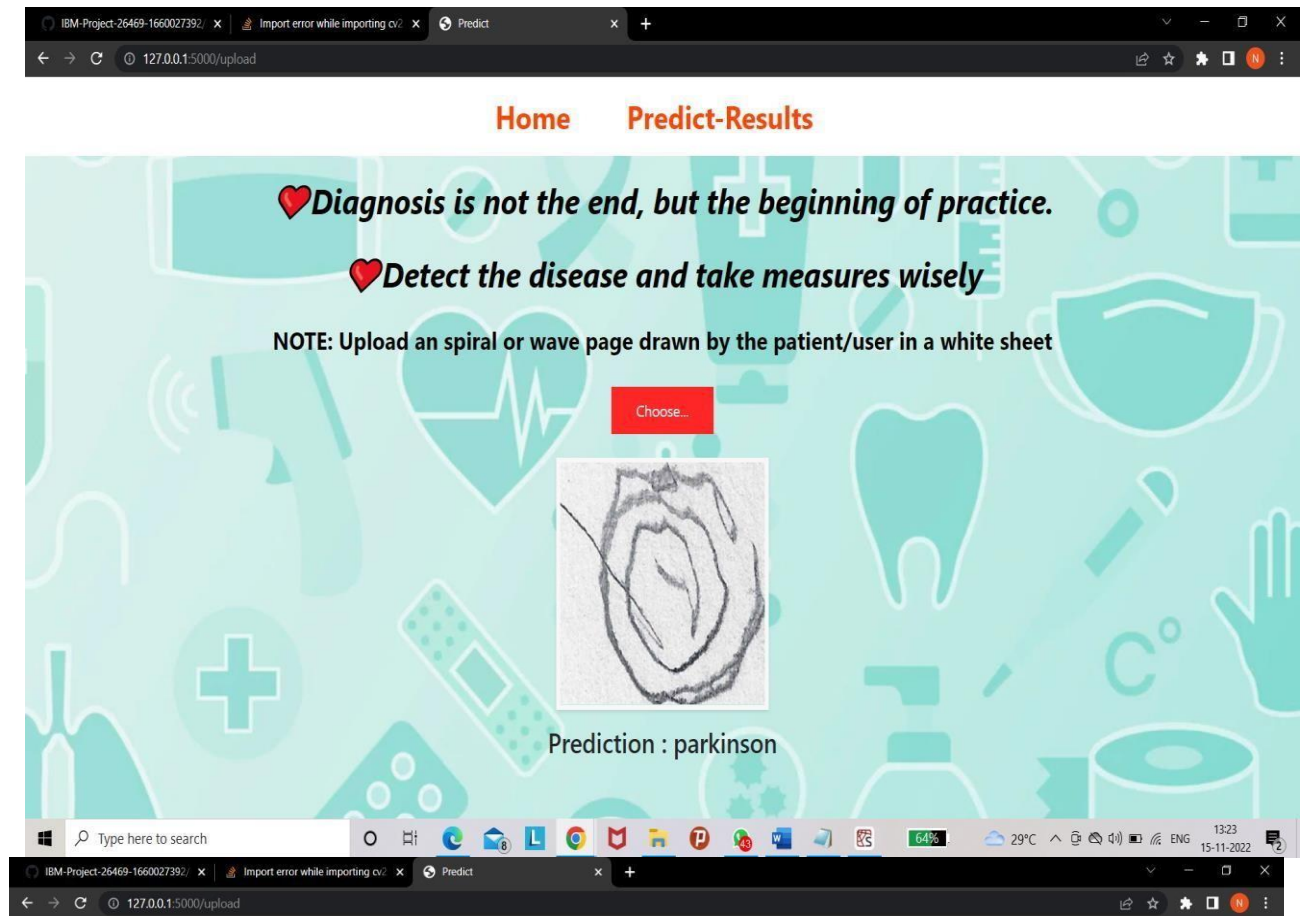 IBM-Project-26469-1660027392/
Import error while importing cv2
Predict
127.0.0.1:5000/upload
N
Home Predict-Results
Diagnosis is not the end, but the beginning of practice.
Detect the disease and take measures wisely
NOTE: Upload an spiral or wave page drawn by the patient/user in a white sheet
Choose...
C°
Prediction : parkinson
Type here to search
8
L
43
64%
29°C
ENG
13:23
15-11-2022
2
IBM-Project-26469-1660027392/
Import error while importing cv2
Predict
127.0.0.1:5000/upload
N